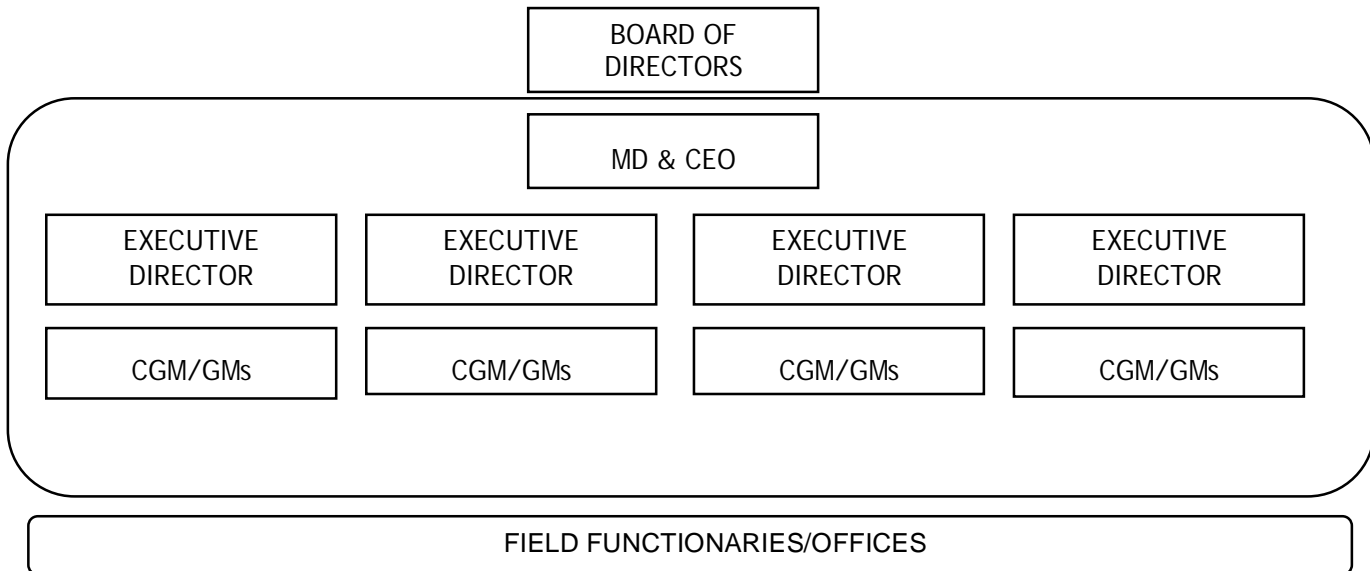 BOARD OF
DIRECTORS
MD & CEO
EXECUTIVE
DIRECTOR
EXECUTIVE
DIRECTOR
EXECUTIVE
DIRECTOR
EXECUTIVE
DIRECTOR
CGM/GMs
CGM/GMs
CGM/GMs
CGM/GMs
FIELD FUNCTIONARIES/OFFICES